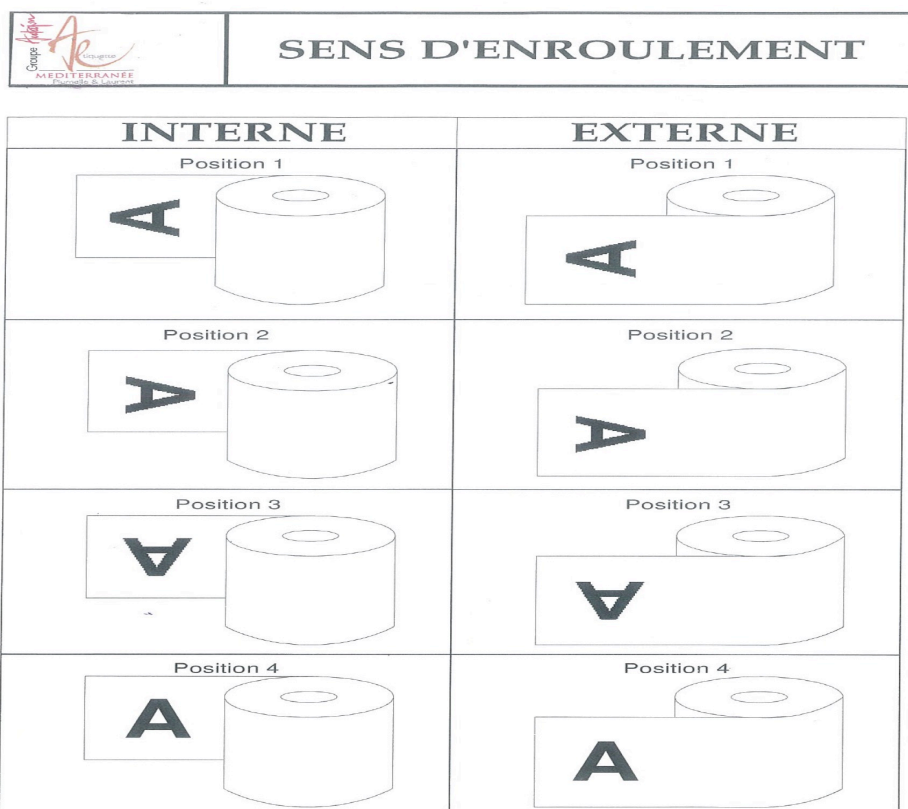 Groupe
MEDITERRANÉE
SENS D'ENROULEMENT
INTERNE
EXTERNE
Position 1
A
Position 1
A
Position 2
A
Position 2
A
Position 3
A
Position 3
A
Position 4
A
Position 4
A